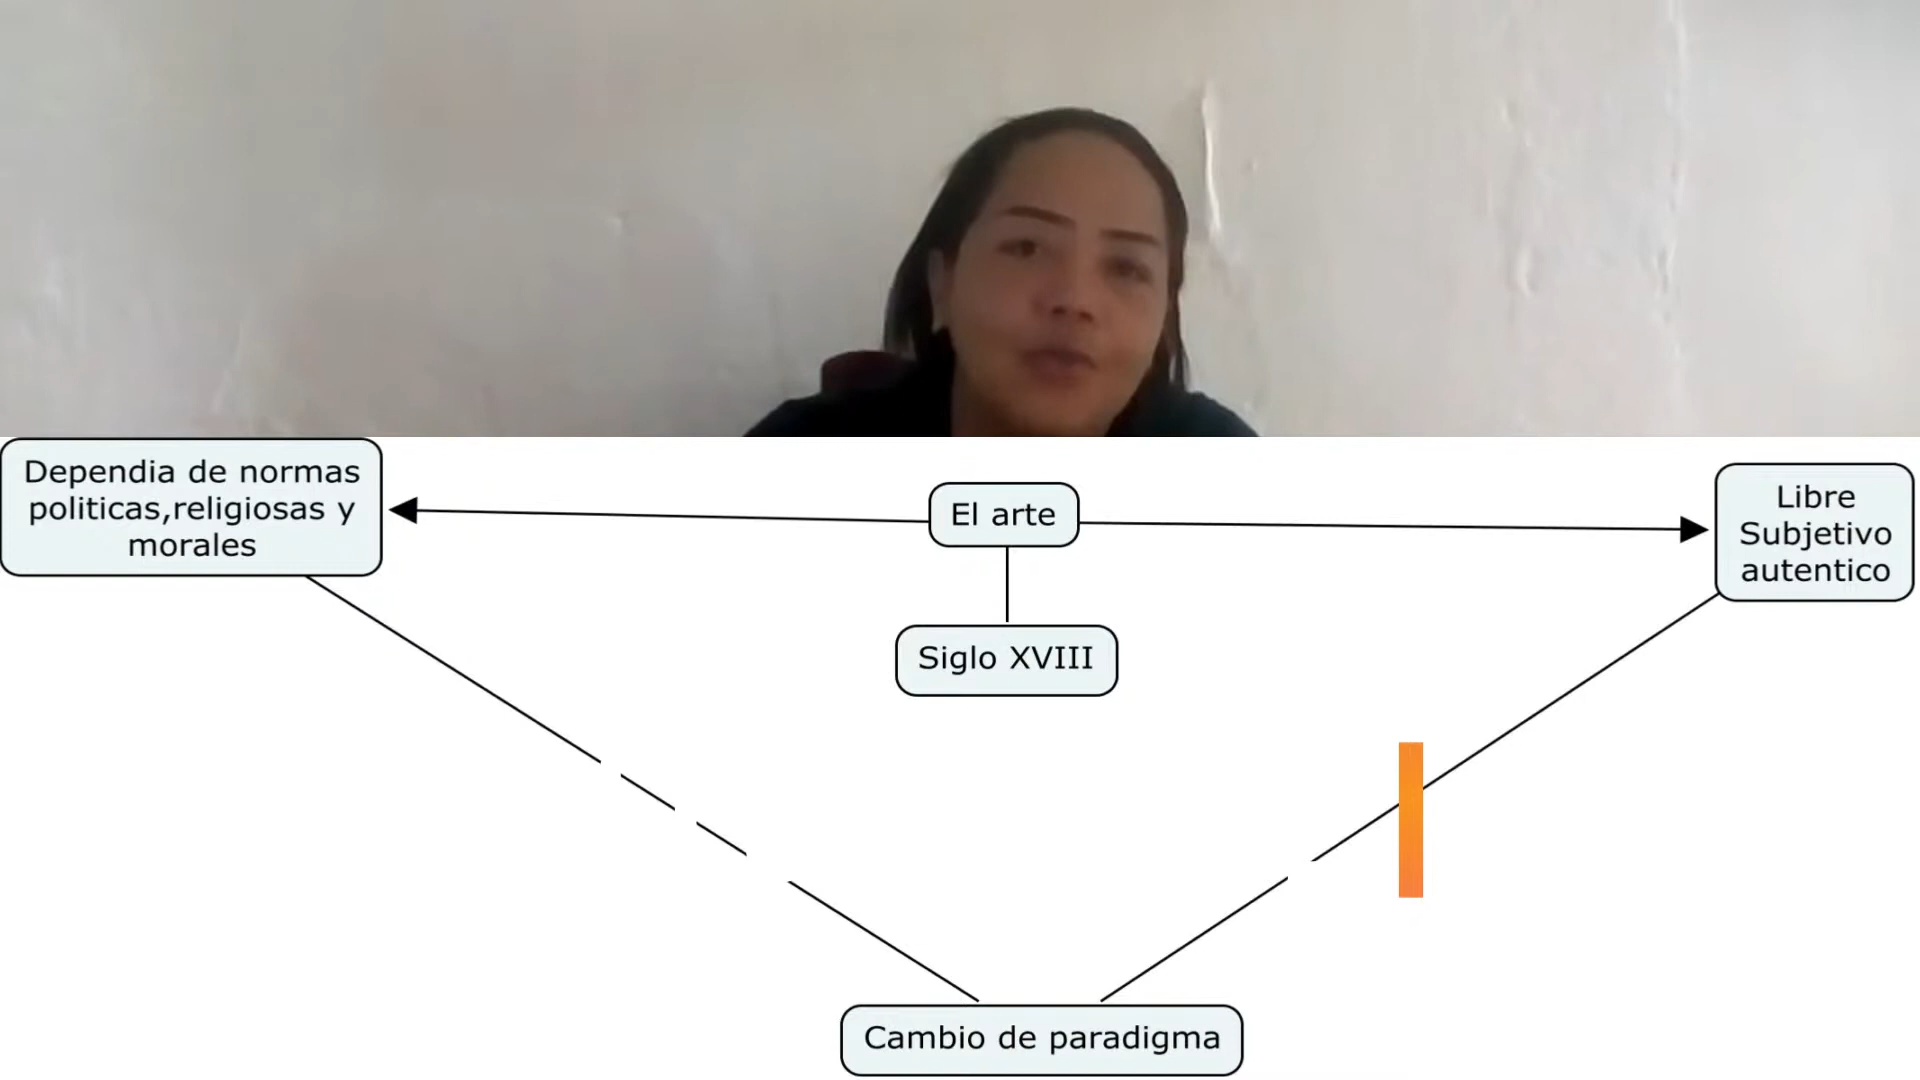 Dependia de normas
politicas,religiosas y
morales
El arte
Libre
Subjetivo
autentico
Siglo XVIII
Cambio de paradigma